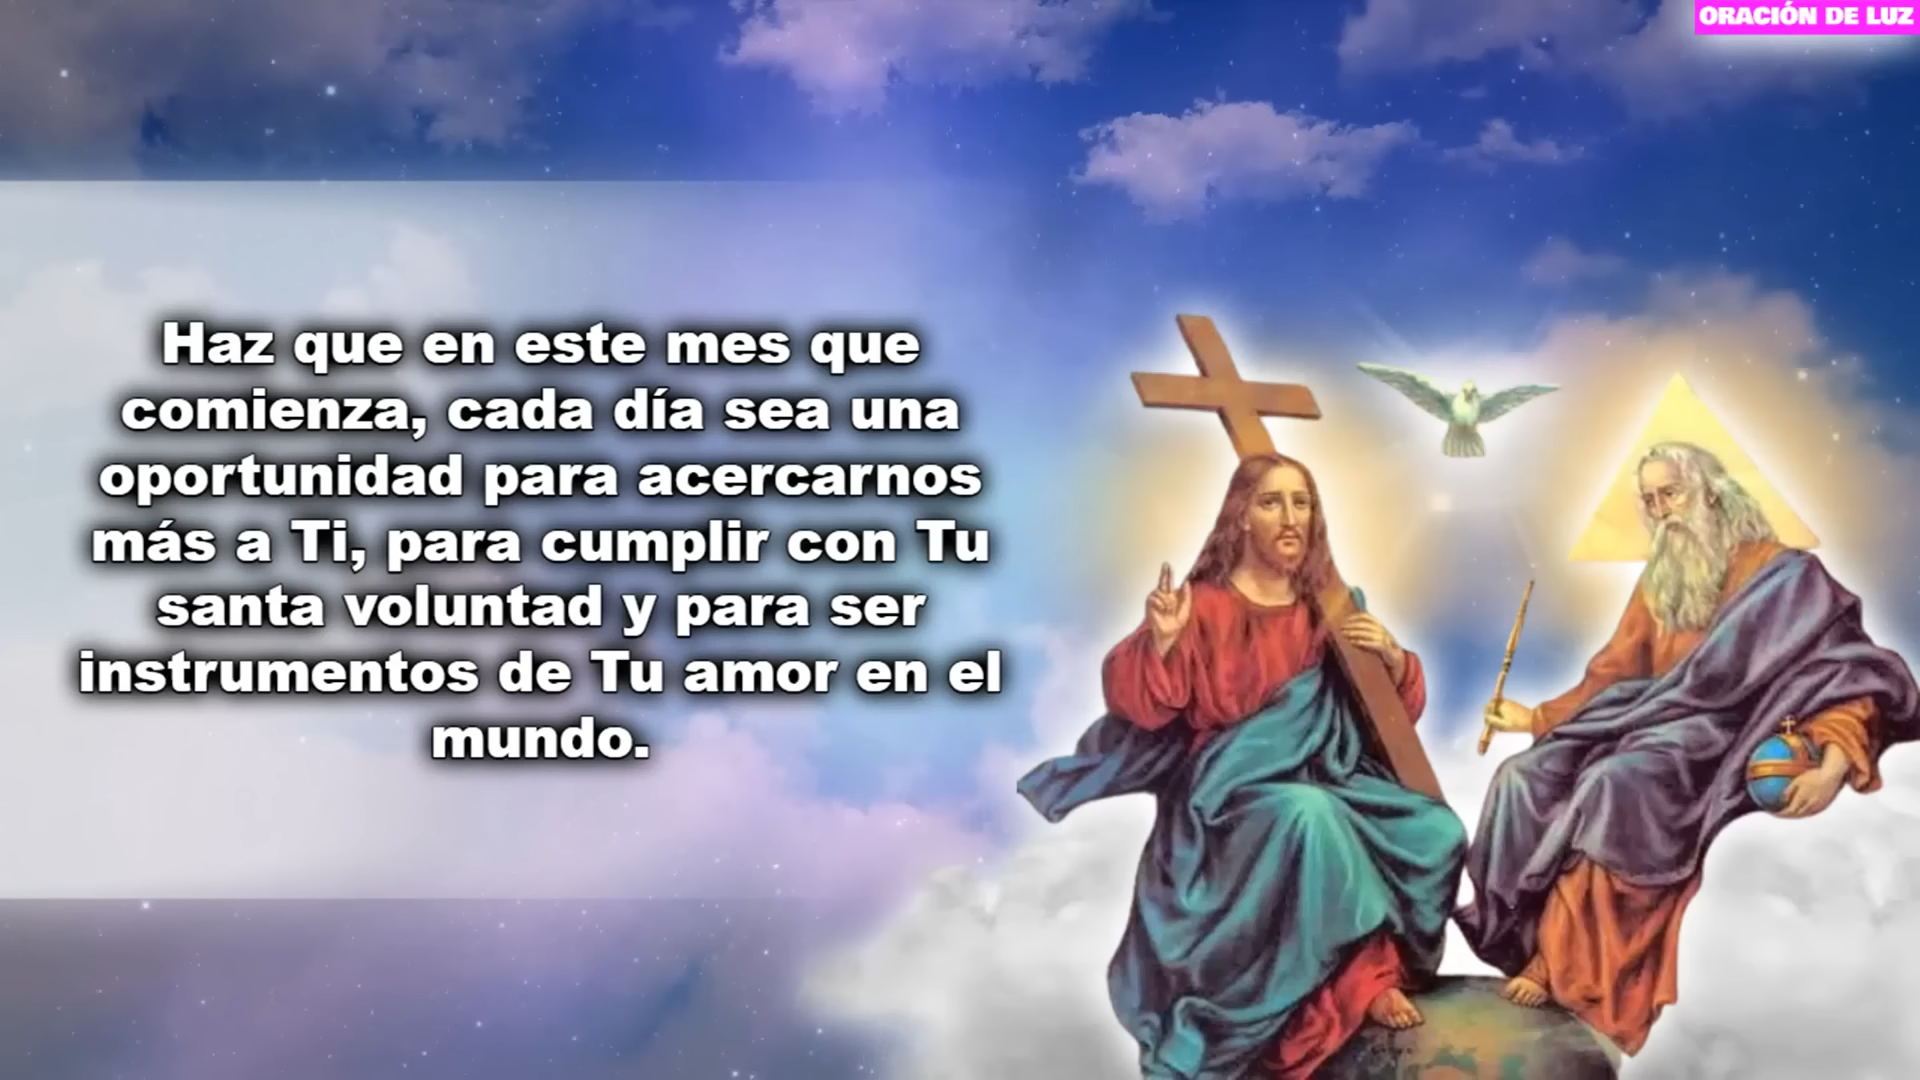 ORACIÓN DE LUZ
Haz que en este mes que
comienza, cada día sea una
oportunidad para acercarnos
más a Ti, para cumplir con Tu
santa voluntad y para ser
instrumentos de Tu amor en el
mundo.